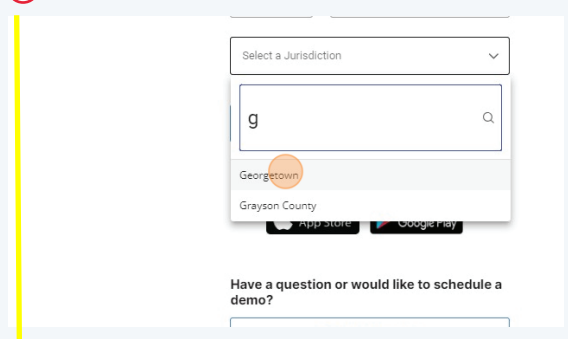 Select a Jurisdiction
g
Georgetown
Grayson County
App Store Google Play
Have a question or would like to schedule a
demo?